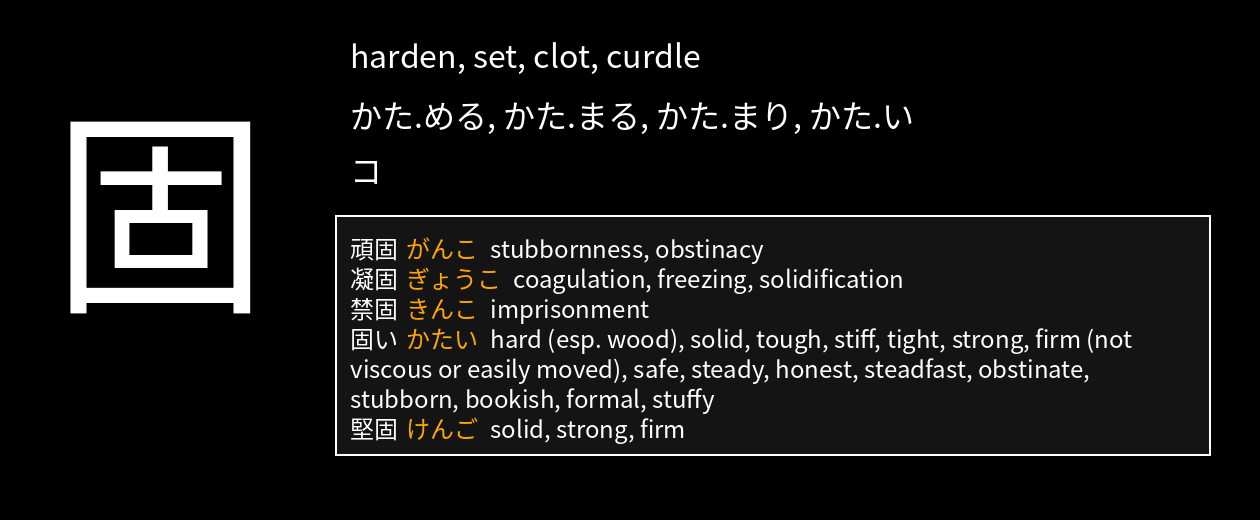 固
harden, set, clot, curdle
かた.める, かた.まる, かた.まり, かた.い
コ
頑固 がんこ stubbornness, obstinacy
凝固 ぎょうこ coagulation, freezing, solidification
禁固 きんこ imprisonment
固い かたい hard (esp. wood), solid, tough, stiff, tight, strong, firm (not
viscous or easily moved), safe, steady, honest, steadfast, obstinate,
stubborn, bookish, formal, stuffy
堅固 けんご solid, strong, firm